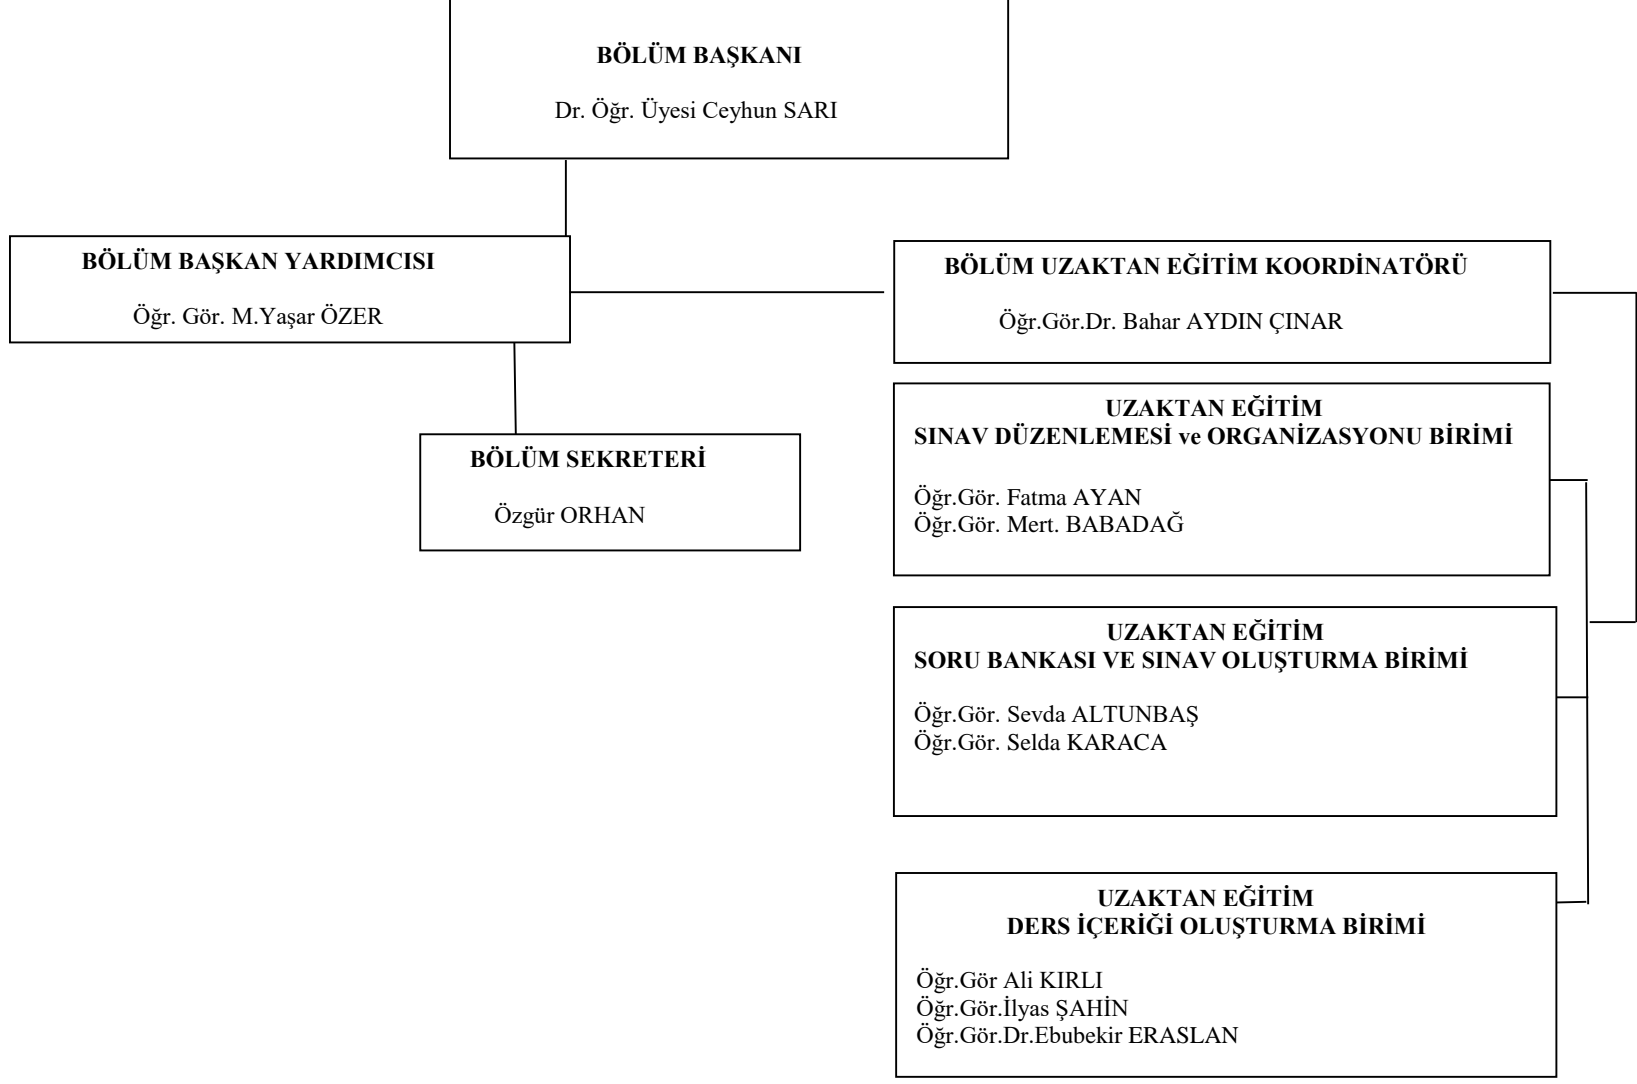 BÖLÜM BAŞKANI
Dr. Öğr. Üyesi Ceyhun SARI
BÖLÜM BAŞKAN YARDIMCISI
Öğr. Gör. M.Yaşar ÖZER
BÖLÜM UZAKTAN EĞİTİM KOORDİNATÖRÜ
Öğr.Gör.Dr. Bahar AYDIN ÇINAR
BÖLÜM SEKRETERİ
Özgür ORHAN
UZAKTAN EĞİTİM
SINAV DÜZENLEMESİ ve ORGANİZASYONU BİRİMİ
Öğr.Gör. Fatma AYAN
Öğr.Gör. Mert. BABADAĞ
UZAKTAN EĞİTİM
SORU BANKASI VE SINAV OLUŞTURMA BİRİMİ
Öğr.Gör. Sevda ALTUNBAŞ
Öğr.Gör. Selda KARACA
UZAKTAN EĞİTİM
DERS İÇERİĞİ OLUŞTURMA BİRİMİ
Öğr.Gör Ali KIRLI
Öğr.Gör.İlyas ŞAHİN
Öğr.Gör.Dr.Ebubekir ERASLAN